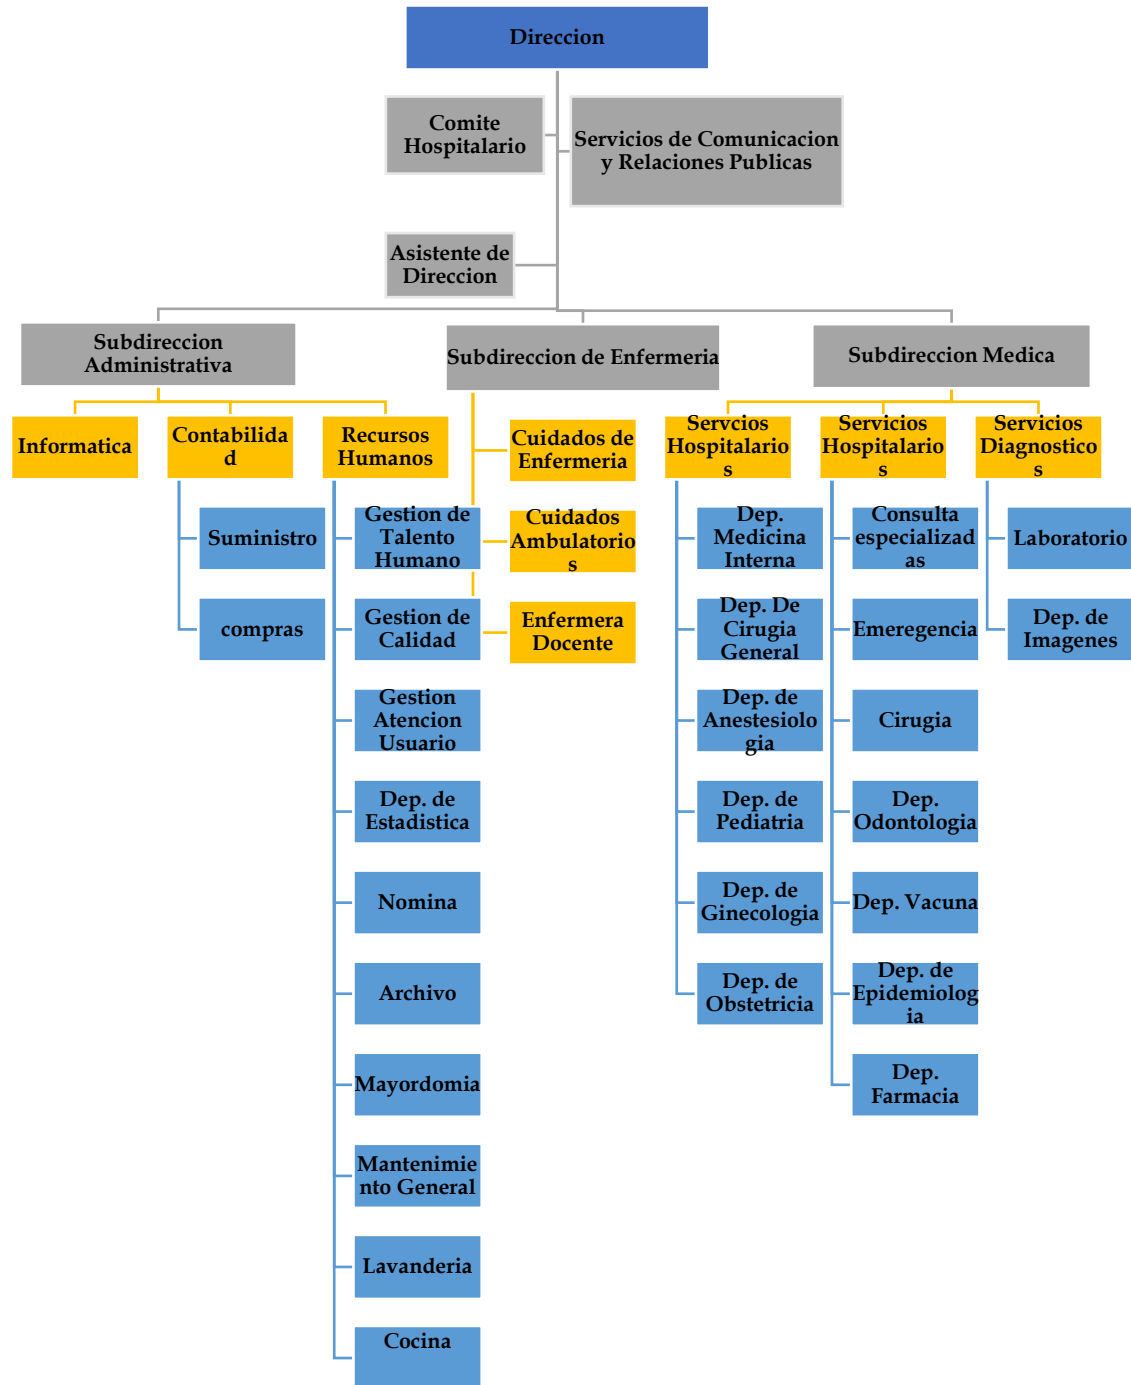 Direccion
Comite
Hospitalario
Servicios de Comunicacion
y Relaciones Publicas
Asistente de
Direccion
Subdireccion
Administrativa
Subdireccion de Enfermeria
Subdireccion Medica
Informatica
Contabilida
d
Recursos
Humanos
Cuidados de
Enfermeria
Servcios
Hospitalario
s
Servicios
Hospitalario
s
Servicios
Diagnostico
s
Suministro
Gestion de
Talento
Humano
Cuidados
Ambulatorio
s
Dep.
Medicina
Interna
Consulta
especializad
as
Laboratorio
compras
Gestion de
Calidad
Enfermera
Docente
Dep. De
Cirugia
General
Emeregencia
Dep. de
Imagenes
Gestion
Atencion
Usuario
Dep. de
Anestesiolo
gia
Cirugia
Dep. de
Estadistica
Dep. de
Pediatria
Dep.
Odontologia
Nomina
Dep. de
Ginecologia
Dep. Vacuna
Archivo
Dep. de
Obstetricia
Dep. de
Epidemiolog
ia
Mayordomia
Dep.
Farmacia
Mantenimie
nto General
Lavanderia
Cocina